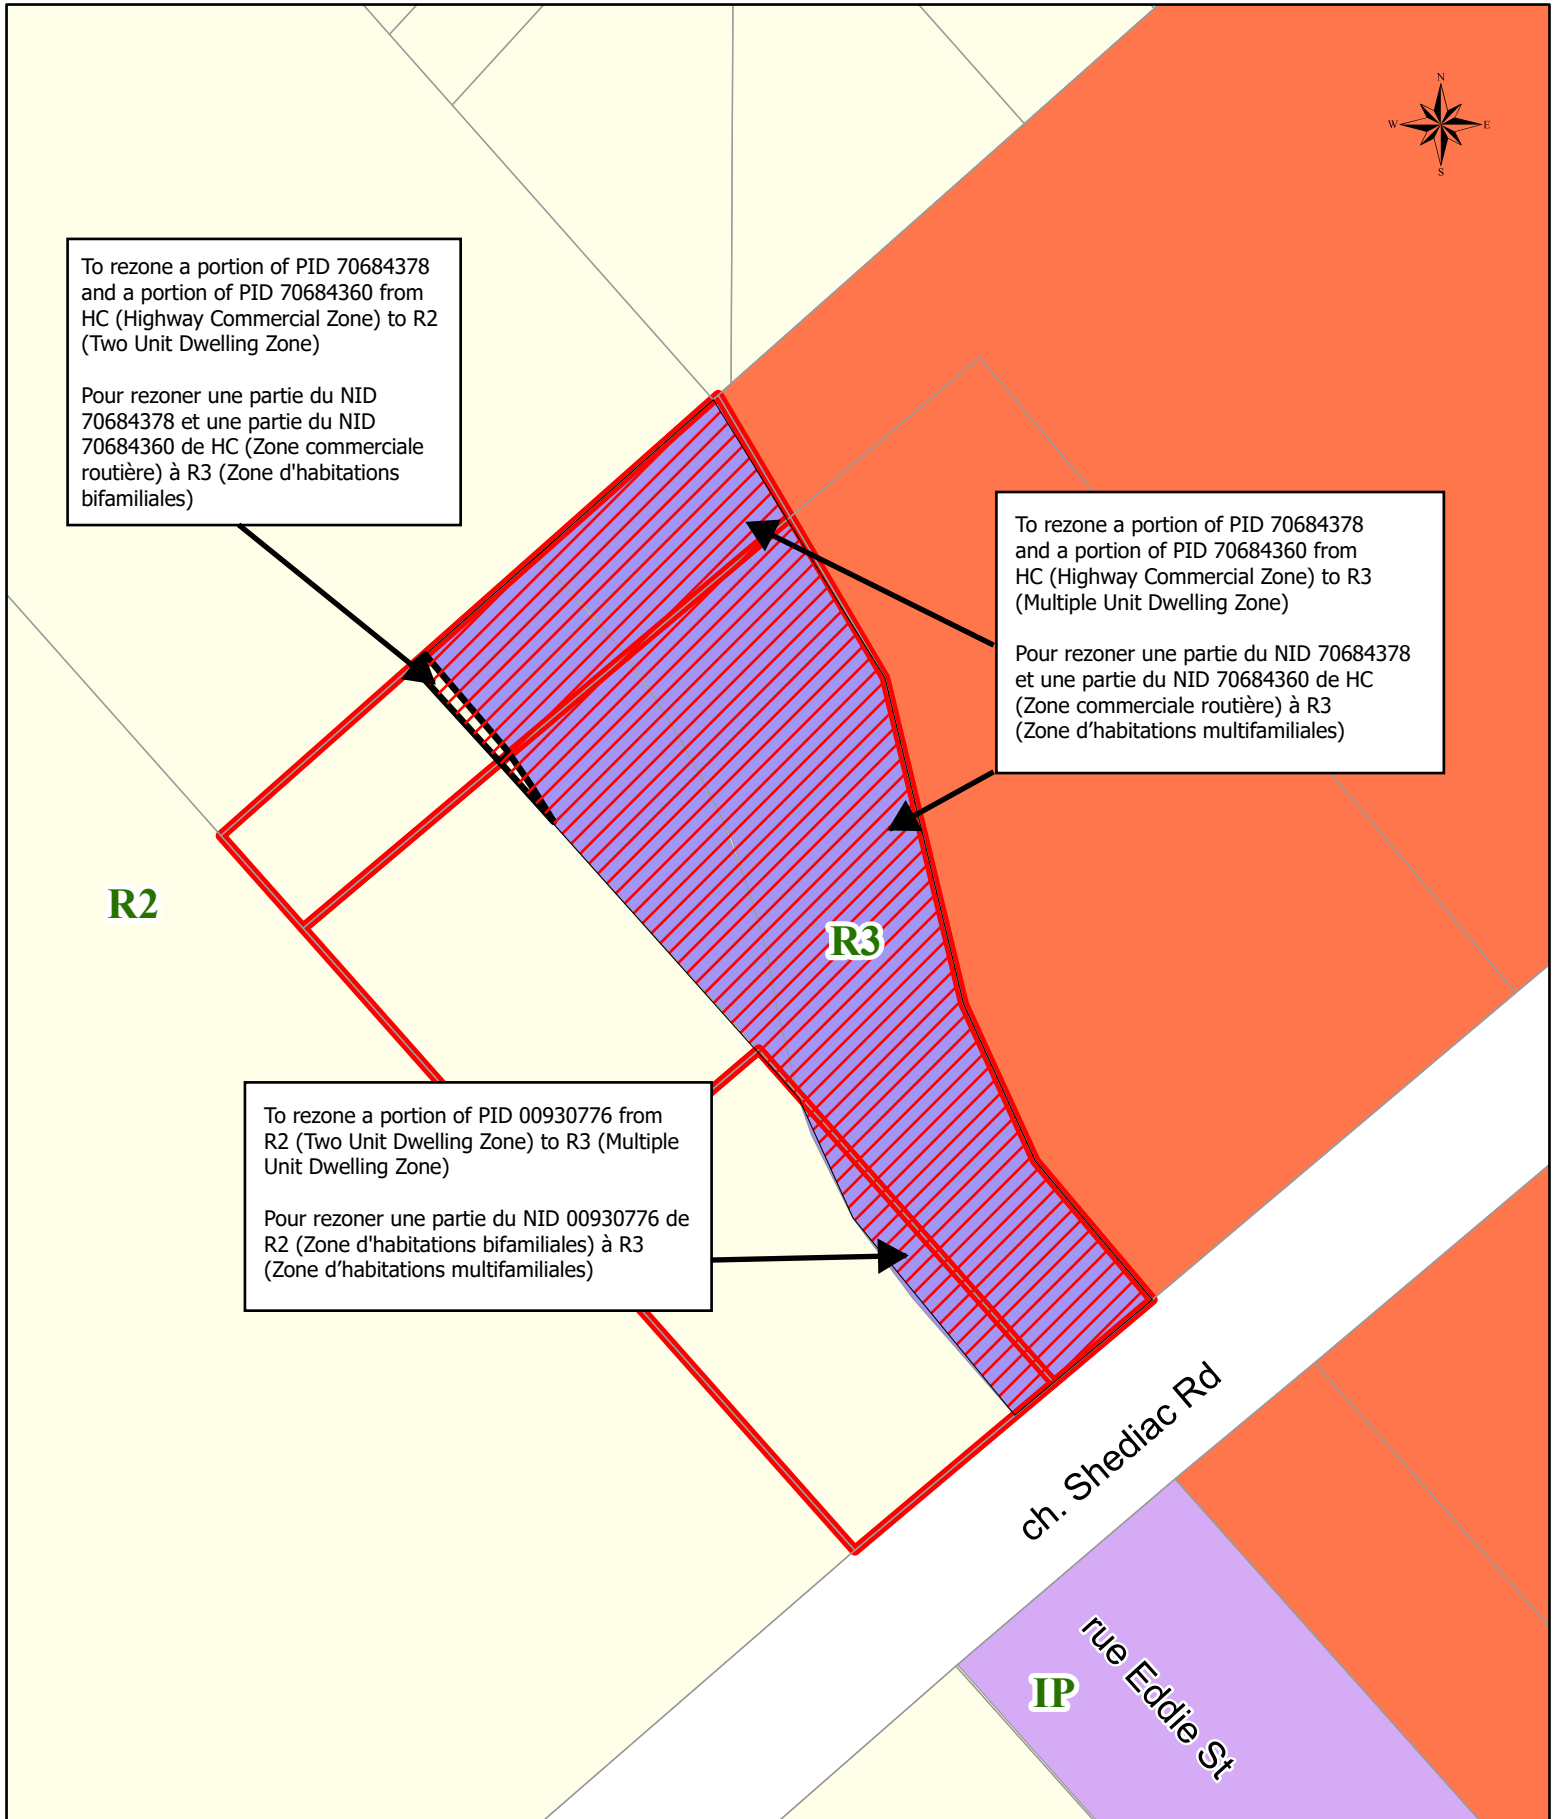 N
W
E
S
To rezone a portion of PID 70684378
and a portion of PID 70684360 from
HC (Highway Commercial Zone) to R2
(Two Unit Dwelling Zone)
Pour rezoner une partie du NID
70684378 et une partie du NID
70684360 de HC (Zone commerciale
routière) à R3 (Zone d'habitations
bifamiliales)
To rezone a portion of PID 70684378
and a portion of PID 70684360 from
HC (Highway Commercial Zone) to R3
(Multiple Unit Dwelling Zone)
Pour rezoner une partie du NID 70684378
et une partie du NID 70684360 de HC
(Zone commerciale routière) à R3
(Zone d’habitations multifamiliales)
R2
R3
To rezone a portion of PID 00930776 from
R2 (Two Unit Dwelling Zone) to R3 (Multiple
Unit Dwelling Zone)
Pour rezoner une partie du NID 00930776 de
R2 (Zone d'habitations bifamiliales) à R3
(Zone d’habitations multifamiliales)
ch. Shediac Rd
rue Eddie St
IP